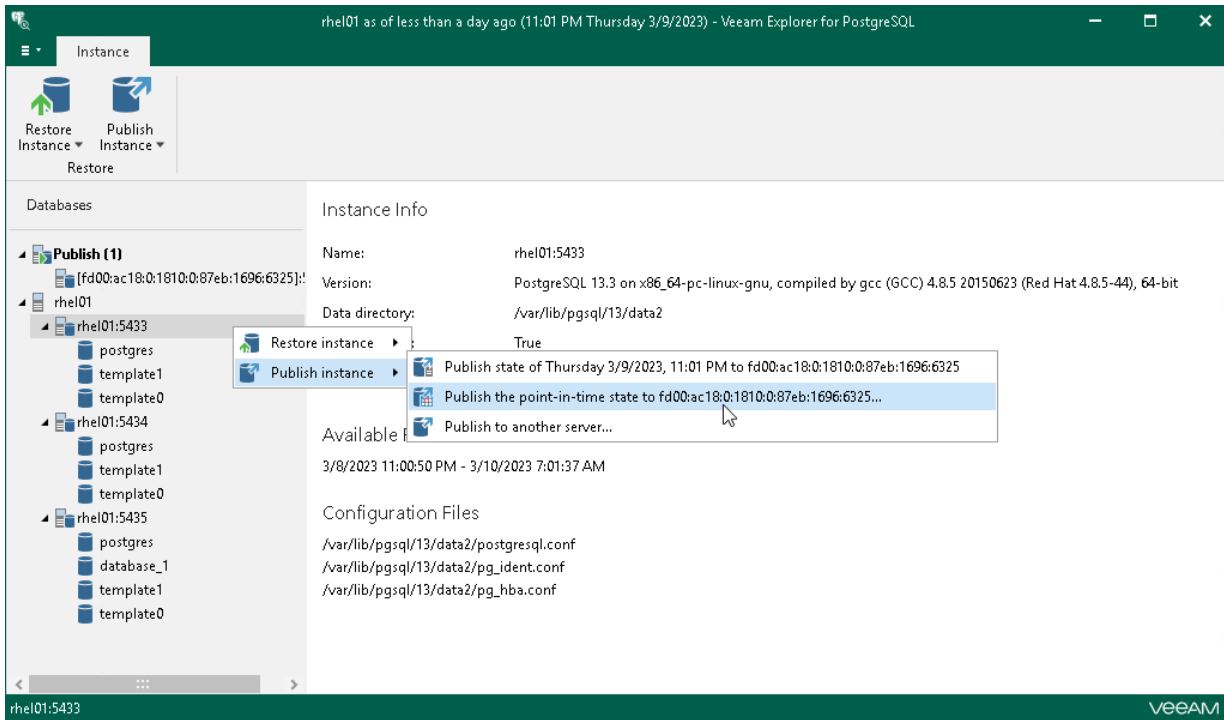 rhel01 as of less than a day ago (11:01 PM Thursday 3/9/2023) - Veeam Explorer for PostgreSQL
Instance
Restore Instance
Publish Instance
Restore
Databases
Publish (1)
[fd00:ac18:0:1810:0:87eb:1696:6325]:
rhel01
rhel01:5433
postgres
template1
template0
rhel01:5434
postgres
template1
template0
rhel01:5435
postgres
database_1
template1
template0
Instance Info
Name: rhel01:5433
Version: PostgreSQL 13.3 on x86_64-pc-linux-gnu, compiled by gcc (GCC) 4.8.5 20150623 (Red Hat 4.8.5-44), 64-bit
Data directory: /var/lib/pgsql/13/data2
: True
Restore instance
Publish instance
Publish state of Thursday 3/9/2023, 11:01 PM to fd00:ac18:0:1810:0:87eb:1696:6325
Publish the point-in-time state to fd00:ac18:0:1810:0:87eb:1696:6325...
Publish to another server...
Available
3/8/2023 11:00:50 PM - 3/10/2023 7:01:37 AM
Configuration Files
/var/lib/pgsql/13/data2/postgresql.conf
/var/lib/pgsql/13/data2/pg_ident.conf
/var/lib/pgsql/13/data2/pg_hba.conf
rhel01:5433
VEEAM